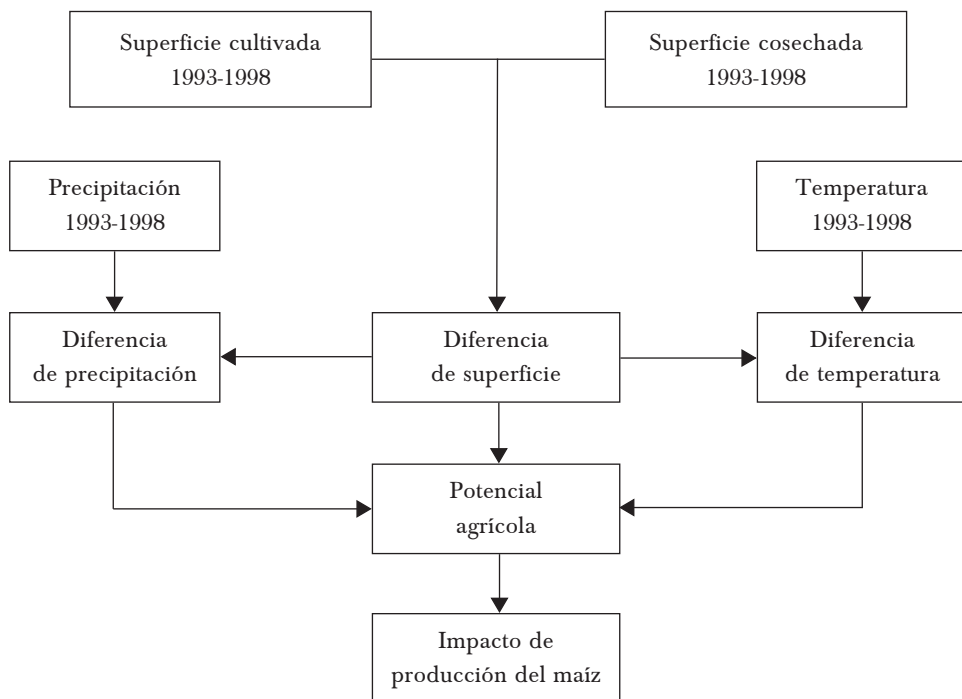 Superficie cultivada
1993-1998
Superficie cosechada
1993-1998
Precipitación
1993-1998
Temperatura
1993-1998
Diferencia
de precipitación
Diferencia
de superficie
Diferencia
de temperatura
Potencial
agrícola
Impacto de
producción del maíz